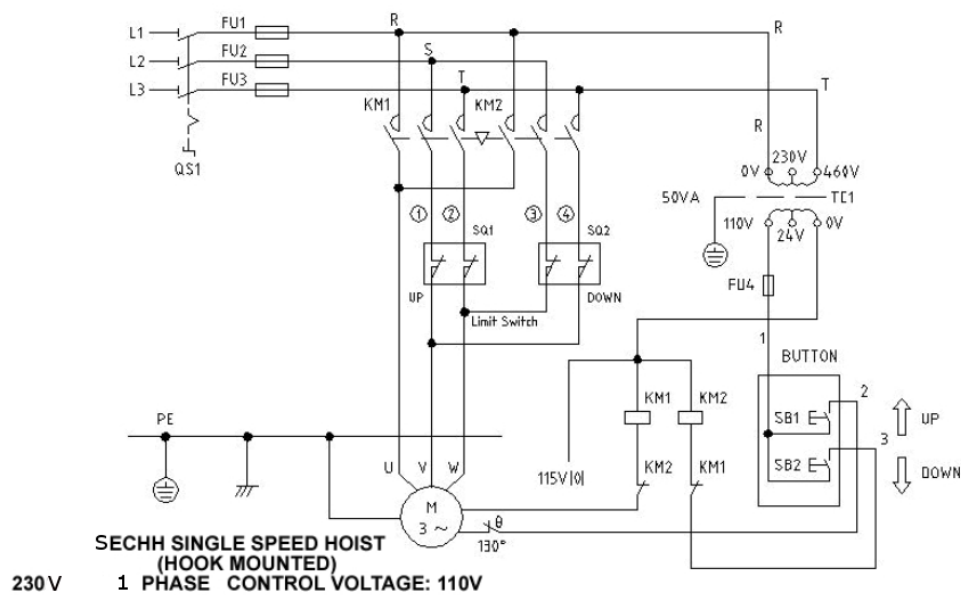 L1 FU1 R R
L2 FU2 S
L3 FU3 T T
KM1 KM2
QS1
R
0V 230V 460V
50VA TC1
110V 24V 0V
1 2 3 4
SQ1 SQ2
FU4
UP DOWN
Limit Switch
1
BUTTON
KM1 KM2
2
SB1 UP
3
PE
SB2 DOWN
U V W
115V|0| KM2 KM1
M
3 ~
θ
130°
SECHH SINGLE SPEED HOIST
(HOOK MOUNTED)
230V 1 PHASE CONTROL VOLTAGE: 110V